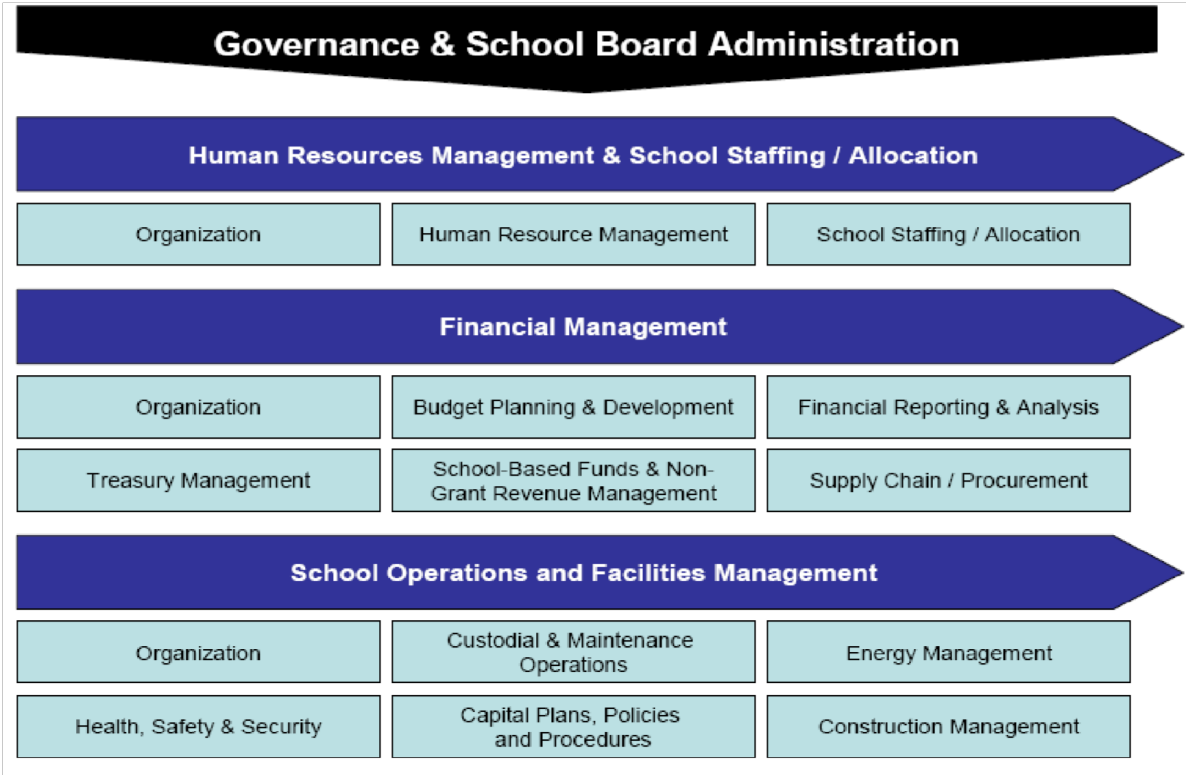 Governance & School Board Administration
Human Resources Management & School Staffing / Allocation
Organization
Human Resource Management
School Staffing / Allocation
Financial Management
Organization
Budget Planning & Development
Financial Reporting & Analysis
Treasury Management
School-Based Funds & Non-
Grant Revenue Management
Supply Chain / Procurement
School Operations and Facilities Management
Organization
Custodial & Maintenance
Operations
Energy Management
Health, Safety & Security
Capital Plans, Policies
and Procedures
Construction Management